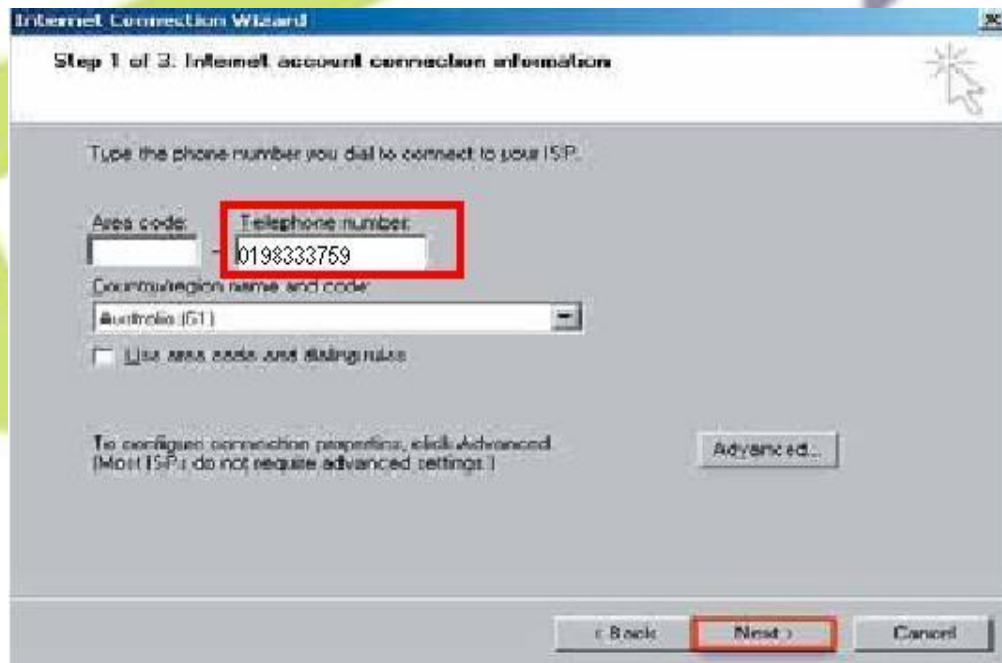 Internet Connection Wizard
Step 1 of 3: Internet account connection information
Type the phone number you dial to connect to your ISP.
Area code: Telephone number:
- 0198333759
Country/region name and code:
Australia (61)
Use area code and dialing rules
To configure connection properties, click Advanced.
(Most ISPs do not require advanced settings.)
Advanced...
< Back Next > Cancel